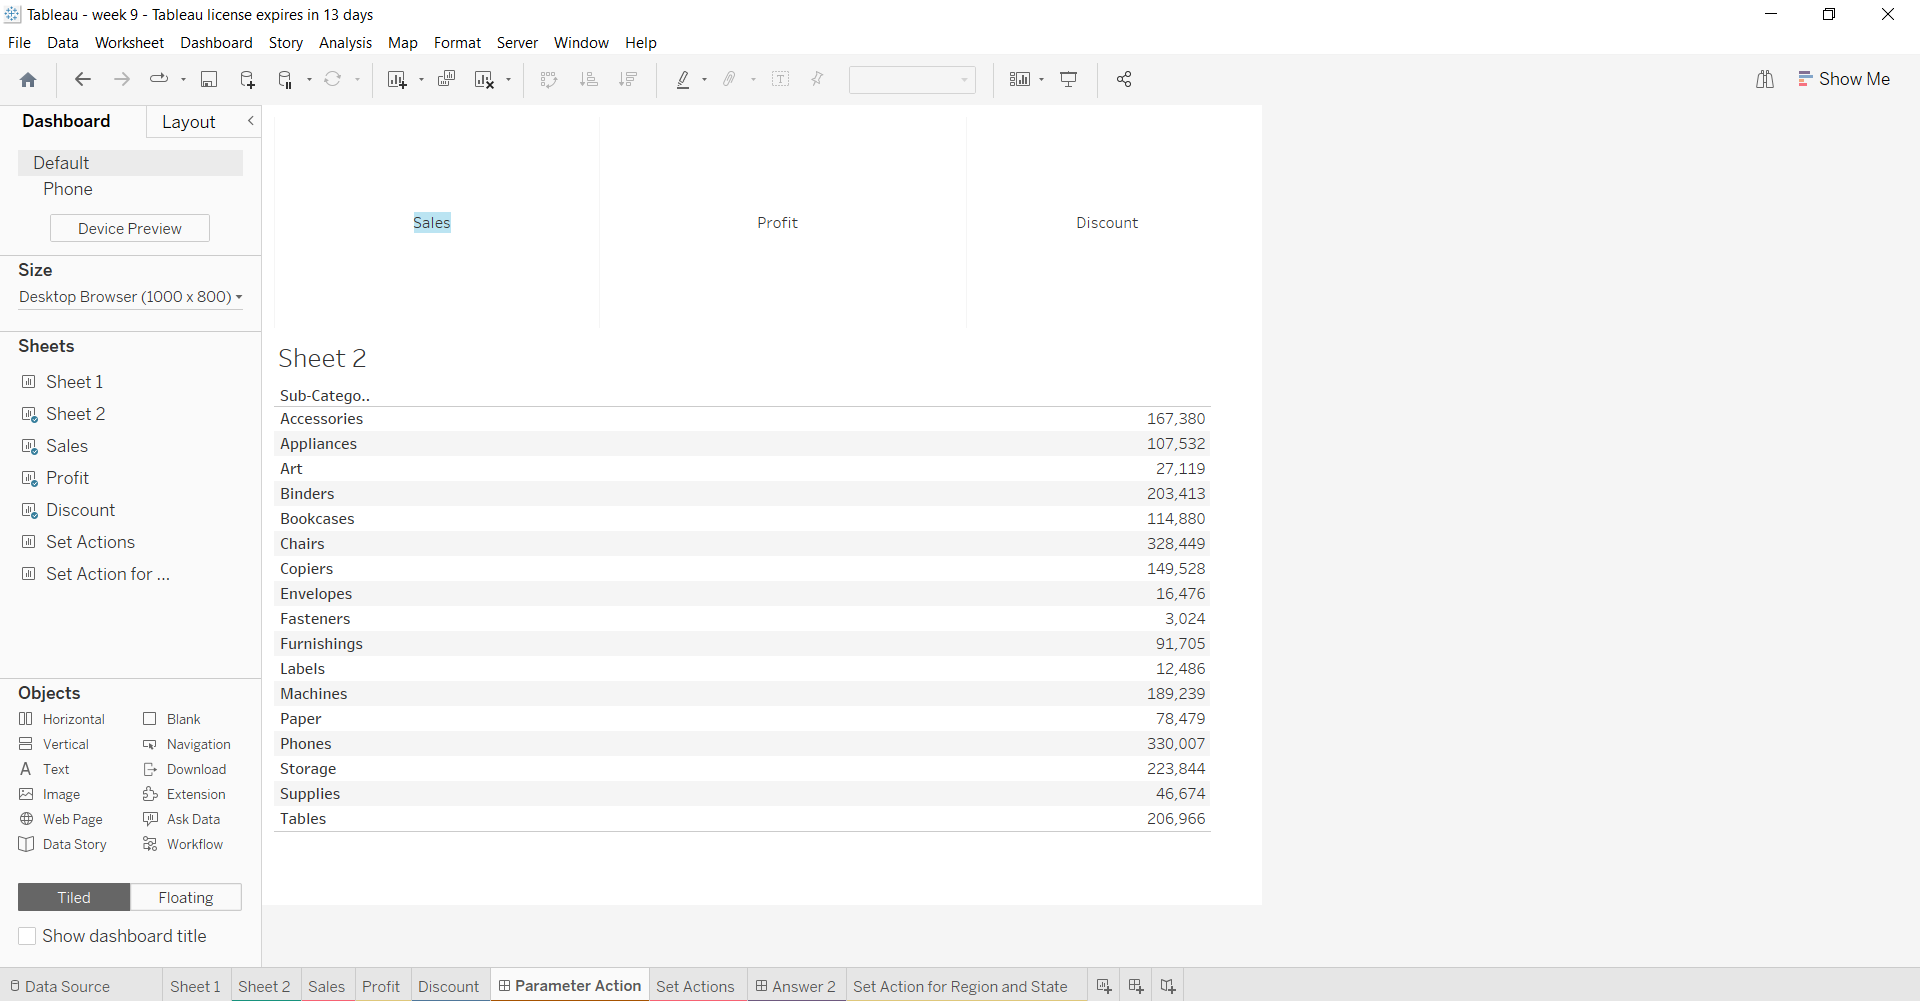 Tableau - week 9 - Tableau license expires in 13 days
File Data Worksheet Dashboard Story Analysis Map Format Server Window Help
Show Me
Dashboard Layout
Default
Phone
Device Preview
Size
Desktop Browser (1000 x 800)
Sheets
Sheet 1
Sheet 2
Sales
Profit
Discount
Set Actions
Set Action for ...
Objects
Horizontal Blank
Vertical Navigation
Text Download
Image Extension
Web Page Ask Data
Data Story Workflow
Tiled Floating
Show dashboard title
Sales Profit Discount
Sheet 2
Sub-Catego..
Accessories 167,380
Appliances 107,532
Art 27,119
Binders 203,413
Bookcases 114,880
Chairs 328,449
Copiers 149,528
Envelopes 16,476
Fasteners 3,024
Furnishings 91,705
Labels 12,486
Machines 189,239
Paper 78,479
Phones 330,007
Storage 223,844
Supplies 46,674
Tables 206,966
Data Source Sheet 1 Sheet 2 Sales Profit Discount Parameter Action Set Actions Answer 2 Set Action for Region and State